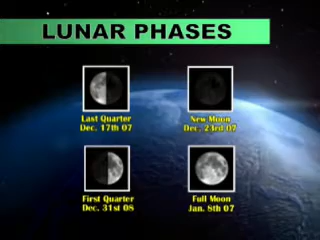 LUNAR PHASES
Last Quarter
Dec. 17th 07
New Moon
Dec. 23rd 07
First Quarter
Dec. 31st 08
Full Moon
Jan. 8th 07